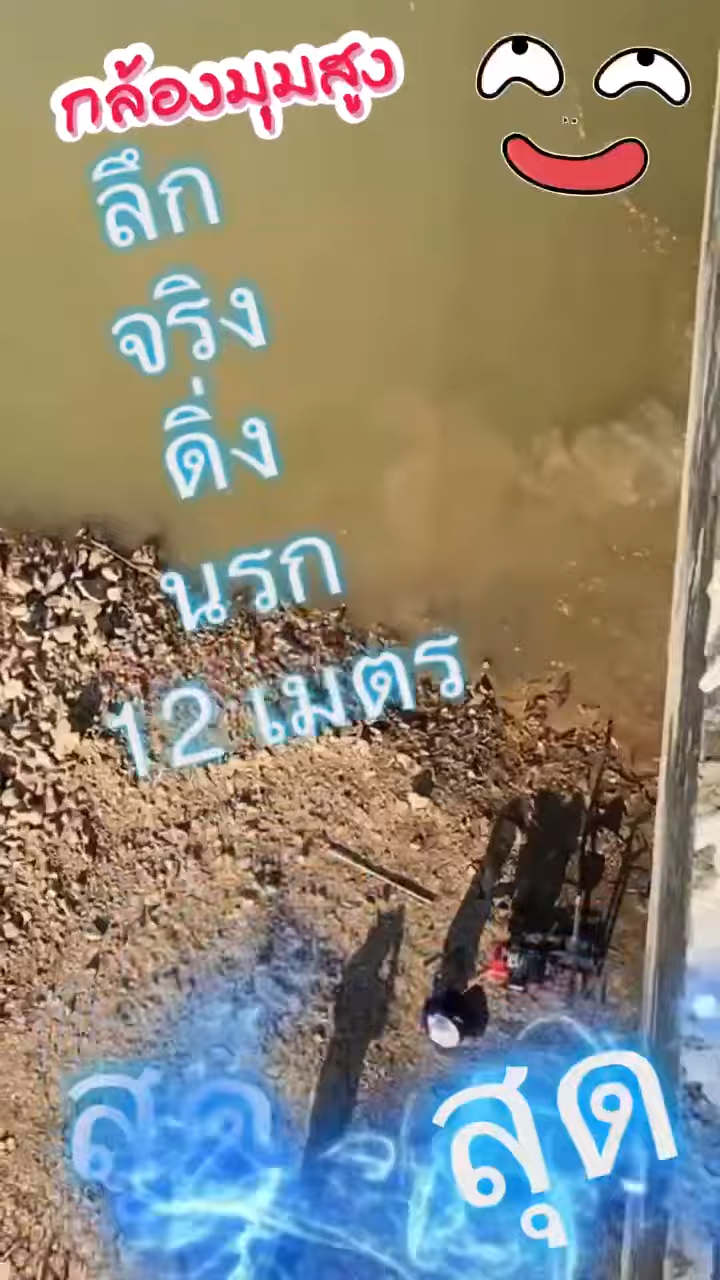 กล้องมุมสูง
ลึก
จริง
ดิ่ง
นรก
12 เมตร
สุด